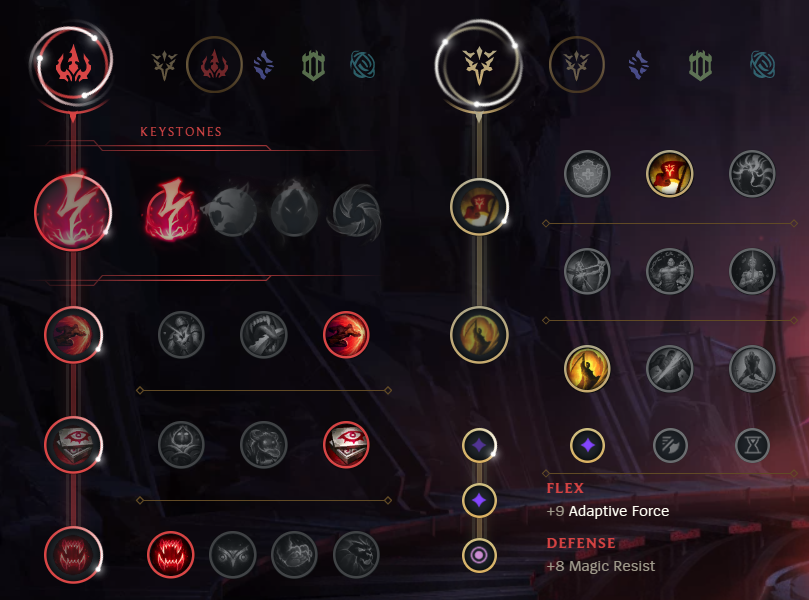 KEYSTONES
FLEX
+9 Adaptive Force
DEFENSE
+8 Magic Resist